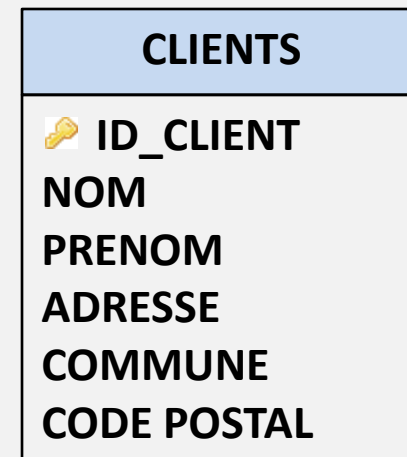 CLIENTS
ID_CLIENT
NOM
PRENOM
ADRESSE
COMMUNE
CODE POSTAL